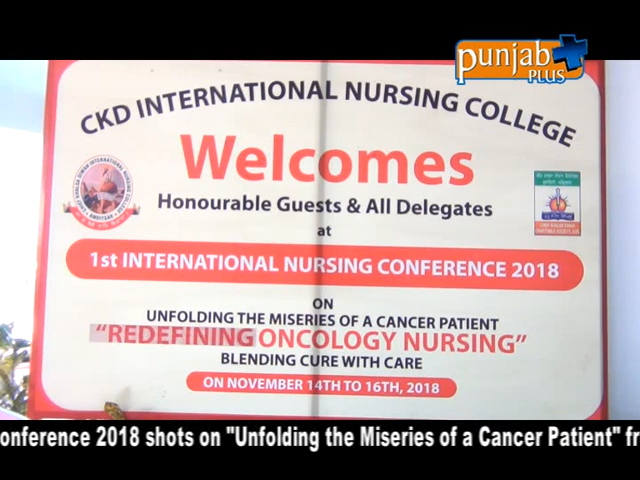 punjab
PLUS
CKD INTERNATIONAL NURSING COLLEGE
Welcomes
Honourable Guests & All Delegates
at
1st INTERNATIONAL NURSING CONFERENCE 2018
ON
UNFOLDING THE MISERIES OF A CANCER PATIENT
"REDEFINING ONCOLOGY NURSING"
BLENDING CURE WITH CARE
ON NOVEMBER 14TH TO 16TH, 2018
onference 2018 shots on "Unfolding the Miseries of a Cancer Patient" fr